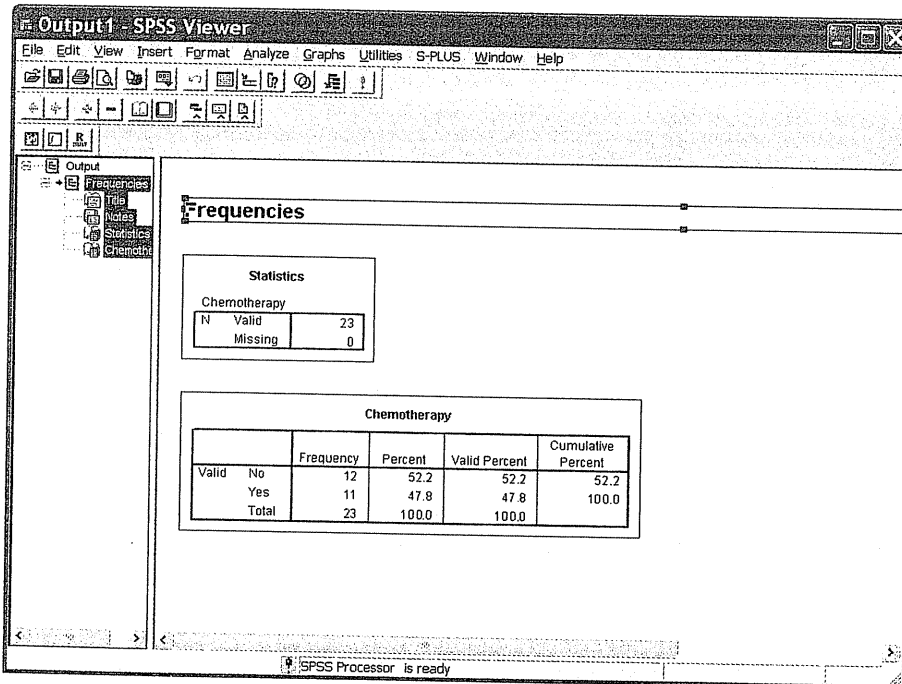 Output1 - SPSS Viewer
File Edit View Insert Format Analyze Graphs Utilities S-PLUS Window Help
Output
Frequencies
Title
Notes
Statistics
Chemoth
Frequencies
Statistics
Chemotherapy
N Valid 23
Missing 0
Chemotherapy
Frequency Percent Valid Percent Cumulative Percent
Valid No 12 52.2 52.2 52.2
Yes 11 47.8 47.8 100.0
Total 23 100.0 100.0
SPSS Processor is ready